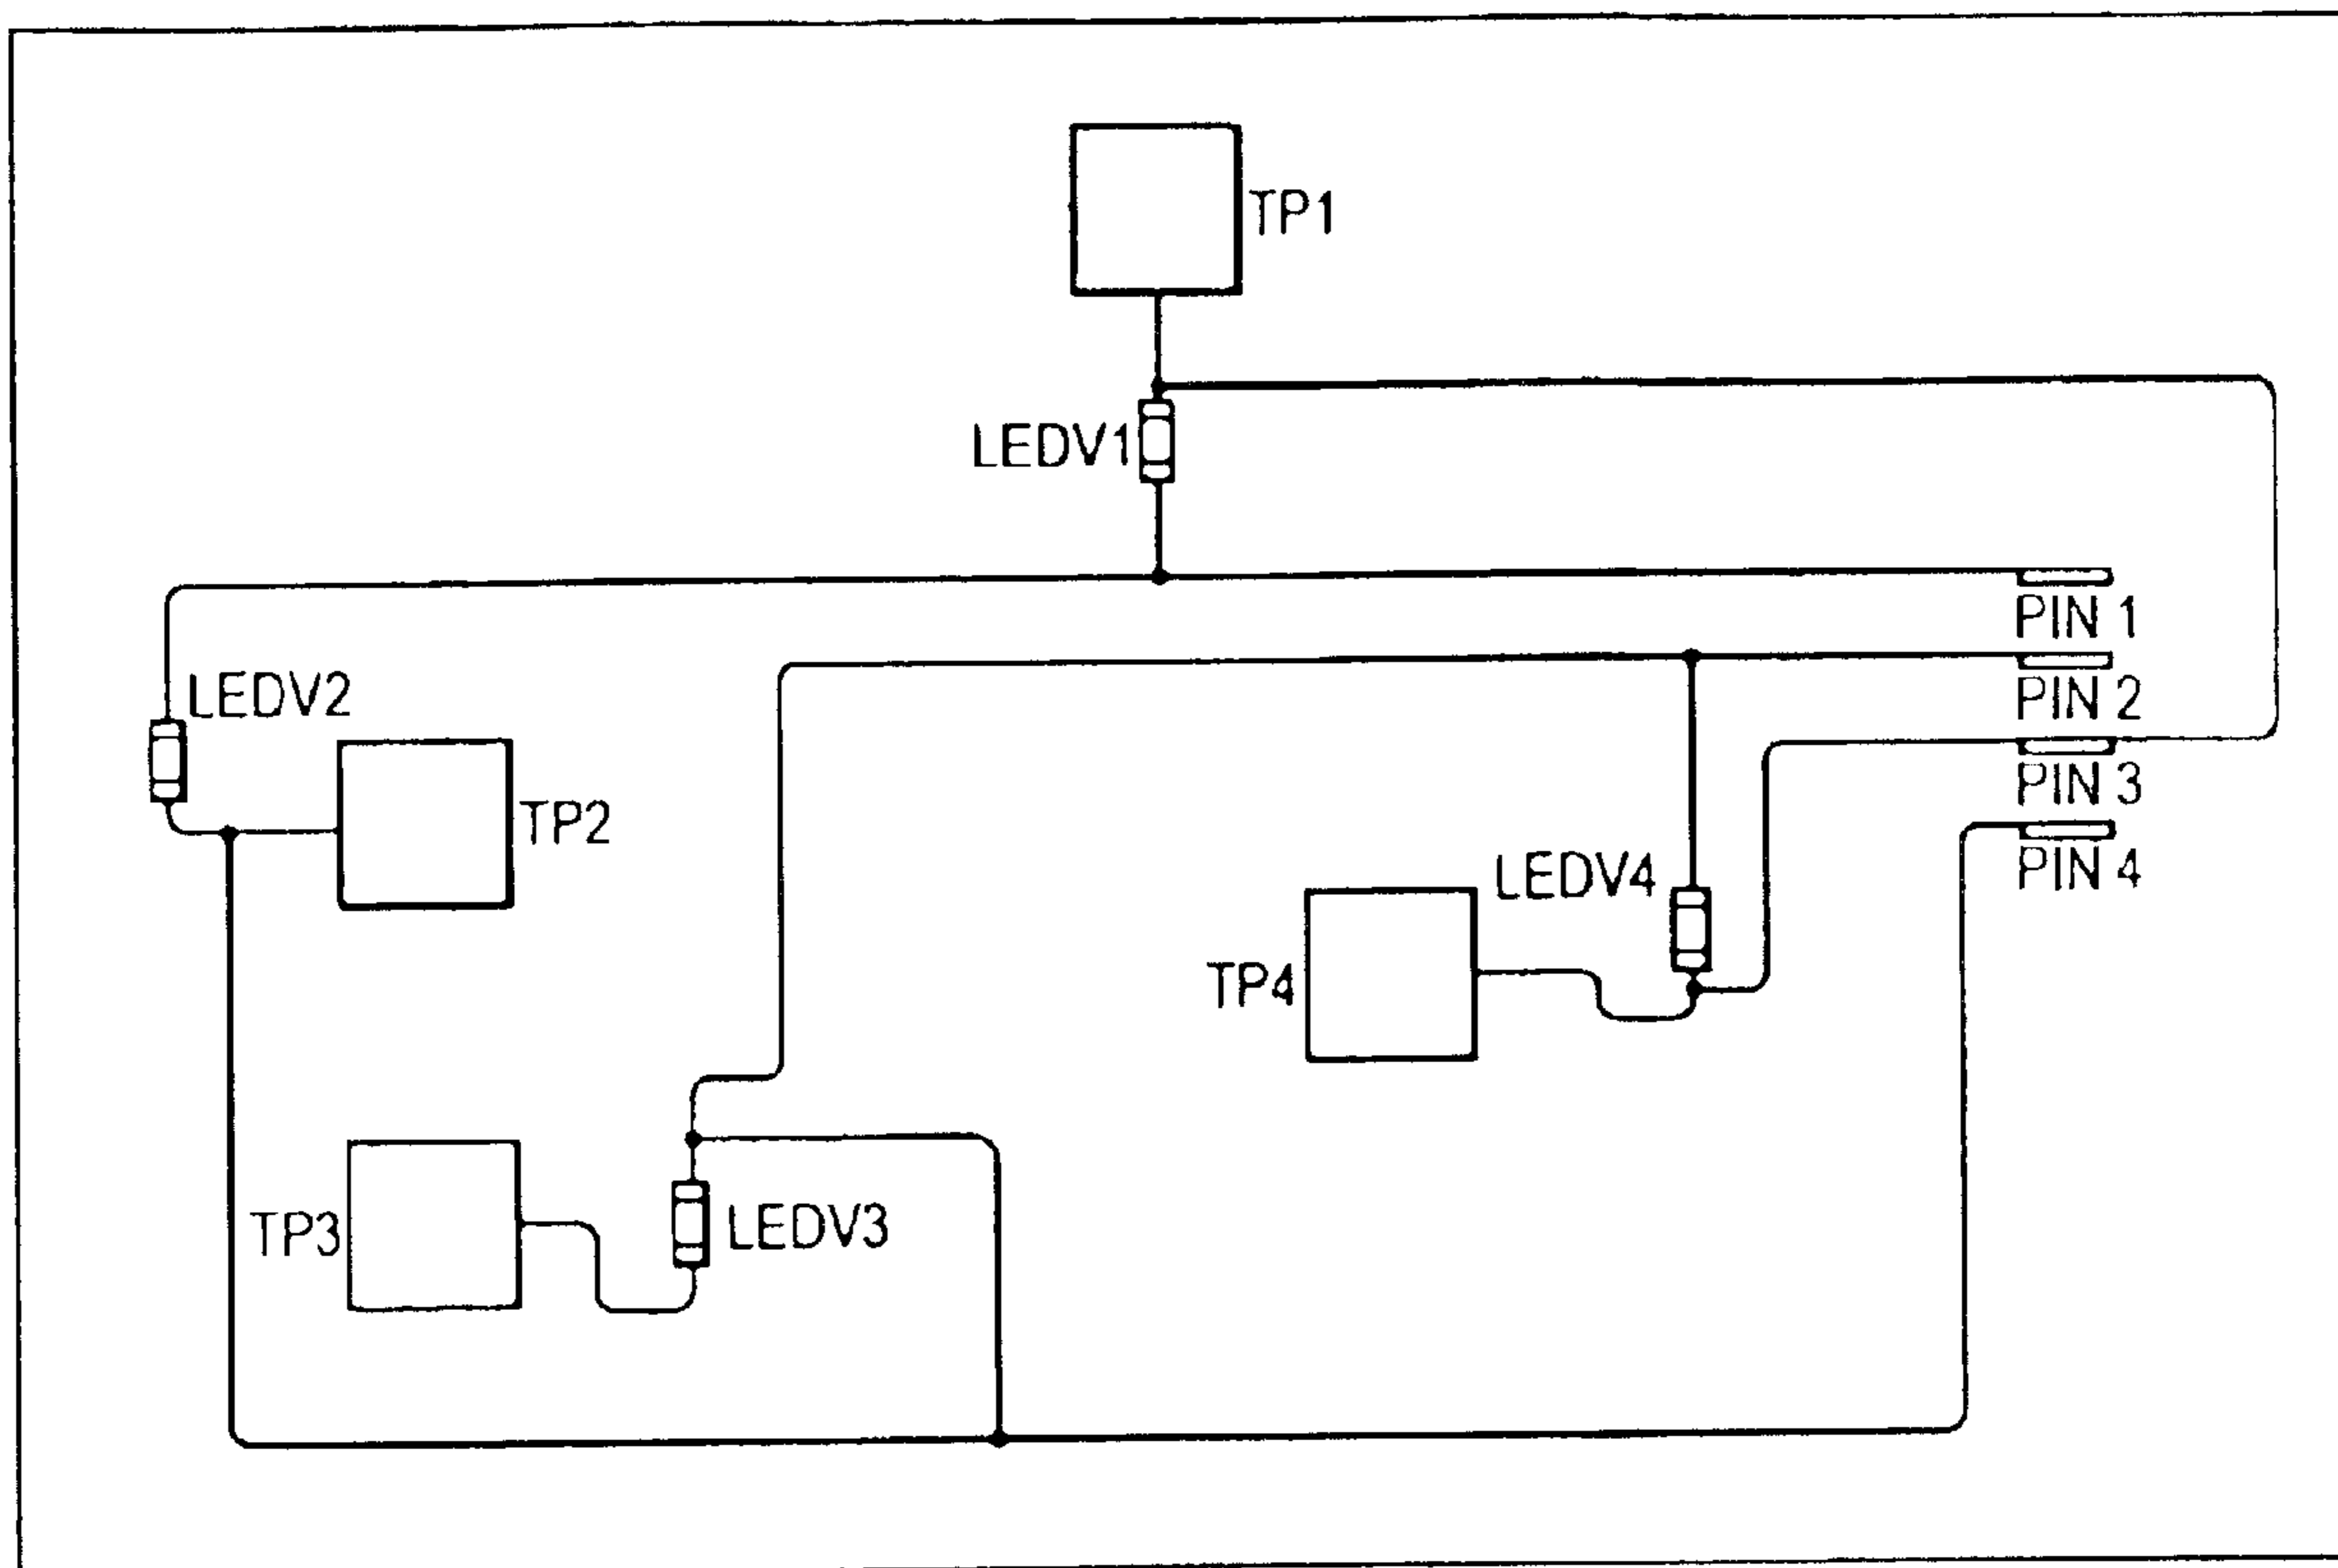 TP1
LEDV1
PIN 1
LEDV2
PIN 2
TP2
PIN 3
LEDV4
PIN 4
TP4
TP3
LEDV3